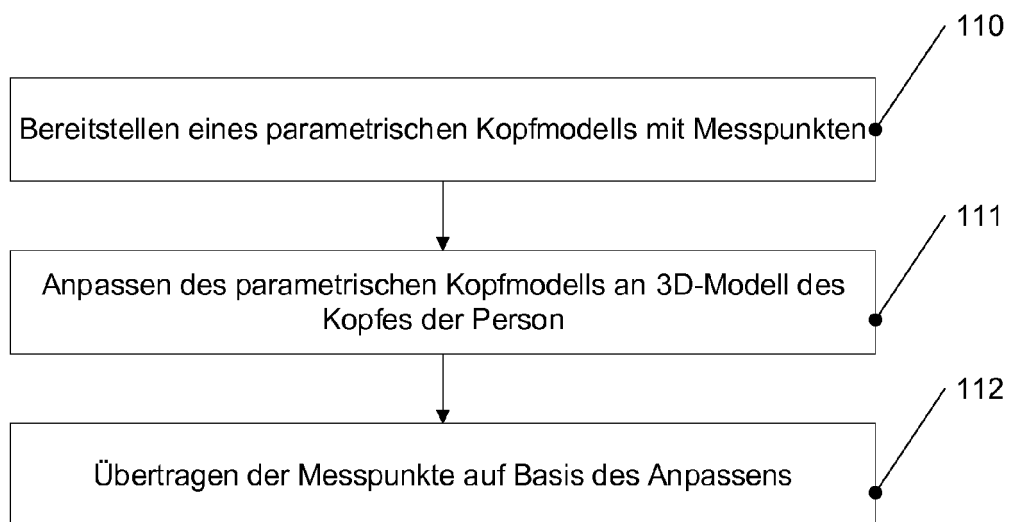 110
Bereitstellen eines parametrischen Kopfmodells mit Messpunkten
111
Anpassen des parametrischen Kopfmodells an 3D-Modell des
Kopfes der Person
112
Übertragen der Messpunkte auf Basis des Anpassens